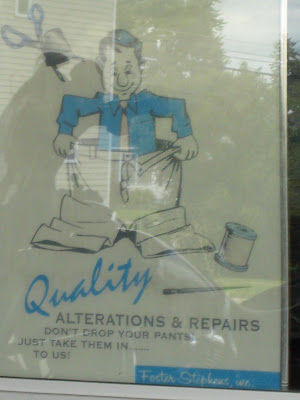 Quality
ALTERATIONS & REPAIRS
DON'T DROP YOUR PANTS!
JUST TAKE THEM IN......
TO US!
Foster-Stephens, inc.